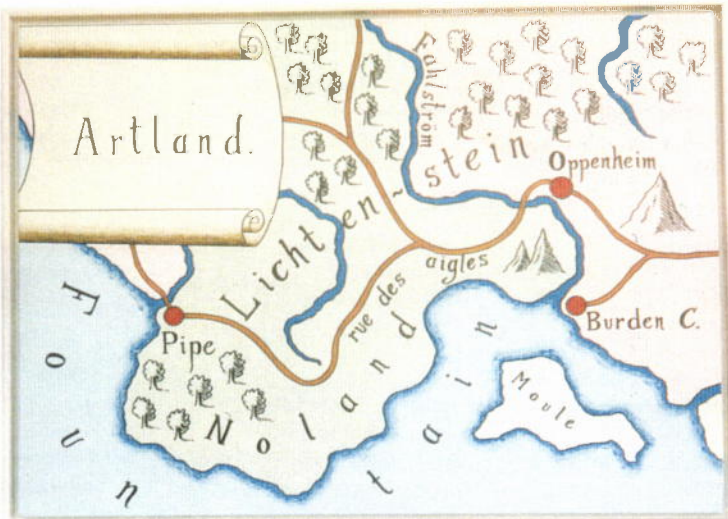 Artland.
Fahlström
Lichten~stein
Oppenheim
rue des aigles
Burden C.
Pipe
Noland
Moule
Fountain